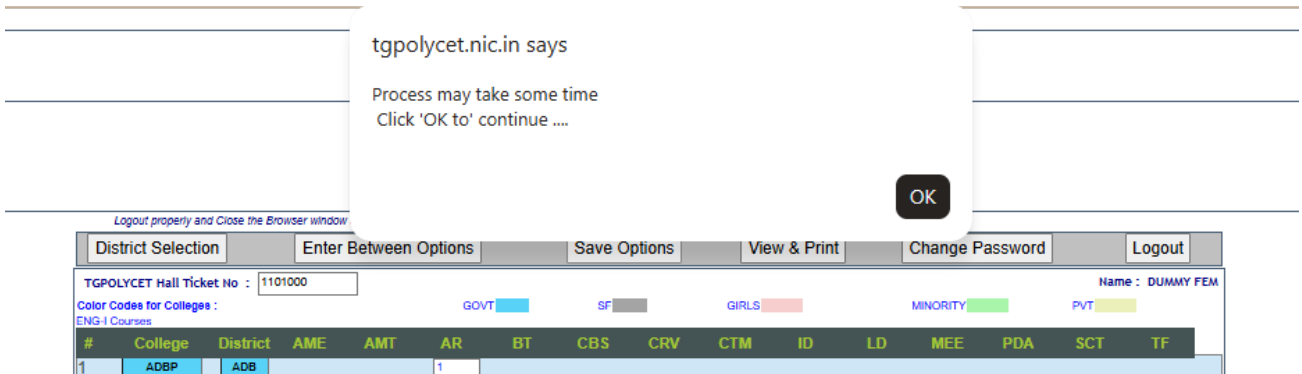 tgpolycet.nic.in says
Process may take some time
Click 'OK to' continue ....
OK
Logout properly and Close the Browser window
District Selection Enter Between Options Save Options View & Print Change Password Logout
TGPOLYCET Hall Ticket No : 1101000 Name : DUMMY FEM
Color Codes for Colleges : GOVT SF GIRLS MINORITY PVT
ENG-I Courses
# College District AME AMT AR BT CBS CRV CTM ID LD MEE PDA SCT TF
1 ADBP ADB 1